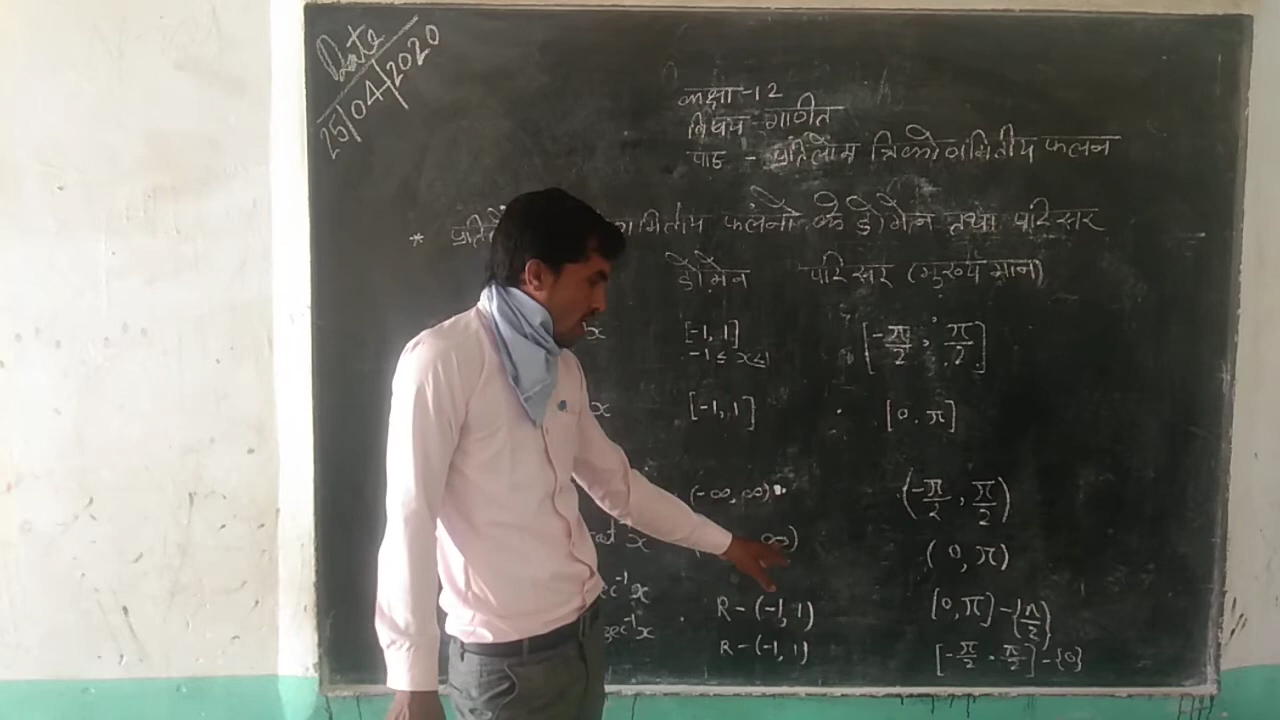 Date
25/04/2020
कक्षा-12
विषय-गणित
पाठ - प्रतिलोम त्रिकोणमितीय फलन
* मितीय फलनो के डोमेन तथा परिसर
डोमेन परिसर (मुख्य मान)
x [-1, 1] [-π/2, π/2]
-1 ≤ x ≤ 1
x [-1, 1] [0, π]
(-∞, ∞) (-π/2, π/2)
cot⁻¹x ∞) (0, π)
ec⁻¹x R-(-1, 1) [0, π]-{π/2}
sec⁻¹x R-(-1, 1) [-π/2, π/2]-{0}